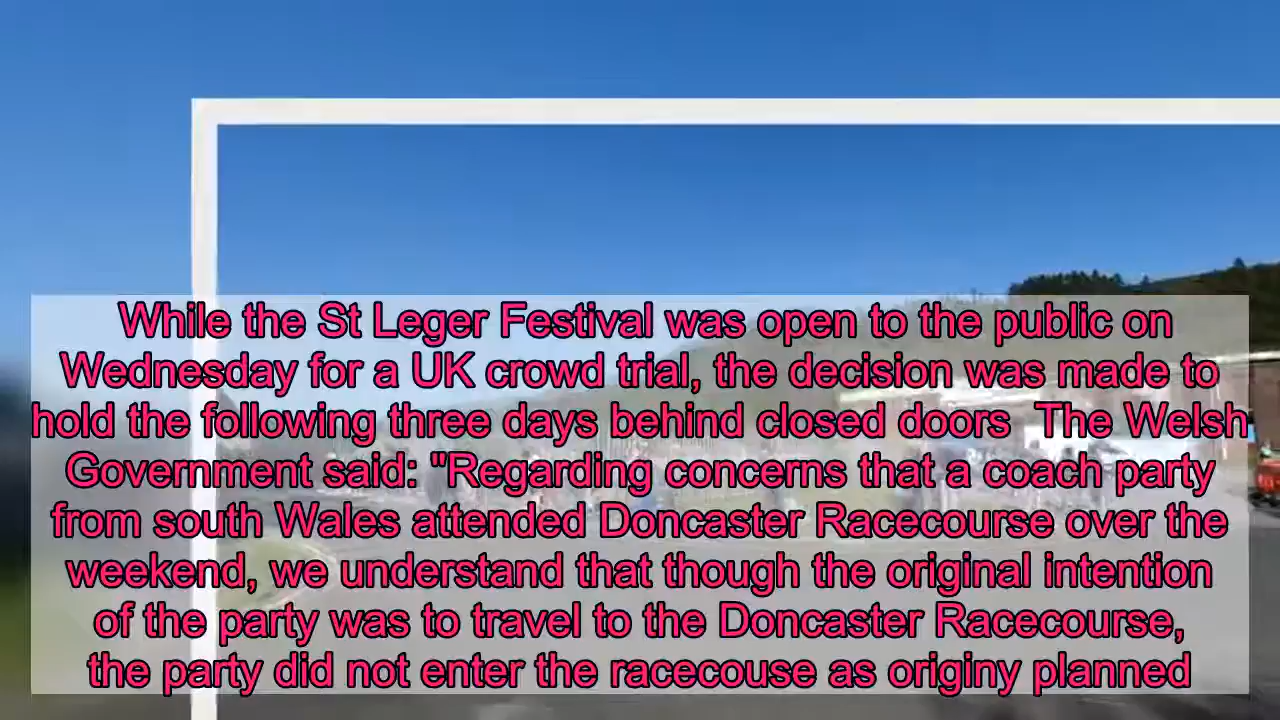 While the St Leger Festival was open to the public on
Wednesday for a UK crowd trial, the decision was made to
hold the following three days behind closed doors  The Welsh
Government said: "Regarding concerns that a coach party
from south Wales attended Doncaster Racecourse over the
weekend, we understand that though the original intention
of the party was to travel to the Doncaster Racecourse,
the party did not enter the racecouse as originy planned